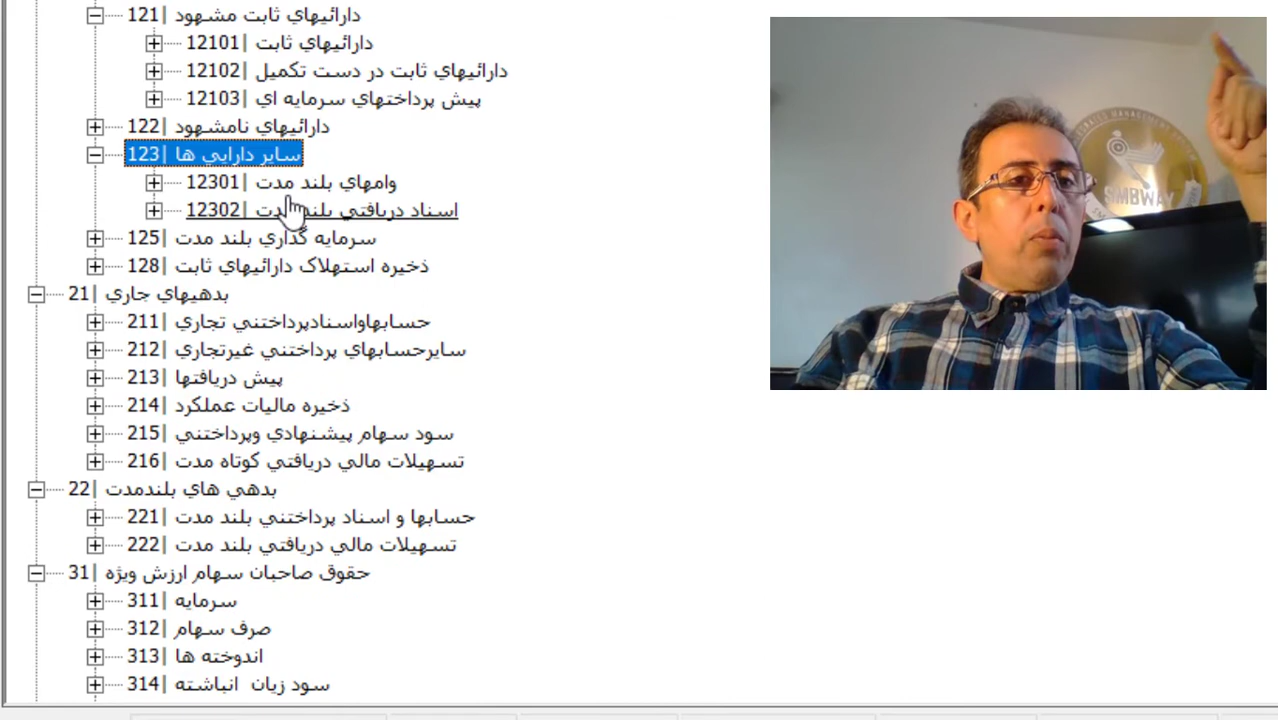 121| دارائيهاي ثابت مشهود
12101| دارائيهاي ثابت
12102| دارائيهاي ثابت در دست تکميل
12103| پيش پرداختهاي سرمايه اي
122| دارائيهاي نامشهود
123| ساير دارايي ها
12301| وامهاي بلند مدت
12302| اسناد دريافتي بلند مدت
125| سرمايه گذاري بلند مدت
128| ذخيره استهلاک دارائيهاي ثابت
21| بدهيهاي جاري
211| حسابهاواسنادپرداختني تجاري
212| سايرحسابهاي پرداختني غيرتجاري
213| پيش دريافتها
214| ذخيره ماليات عملکرد
215| سود سهام پيشنهادي وپرداختني
216| تسهيلات مالي دريافتي کوتاه مدت
22| بدهي هاي بلندمدت
221| حسابها و اسناد پرداختني بلند مدت
222| تسهيلات مالي دريافتي بلند مدت
31| حقوق صاحبان سهام ارزش ويژه
311| سرمايه
312| صرف سهام
313| اندوخته ها
314| سود زيان انباشته
SMBWAY